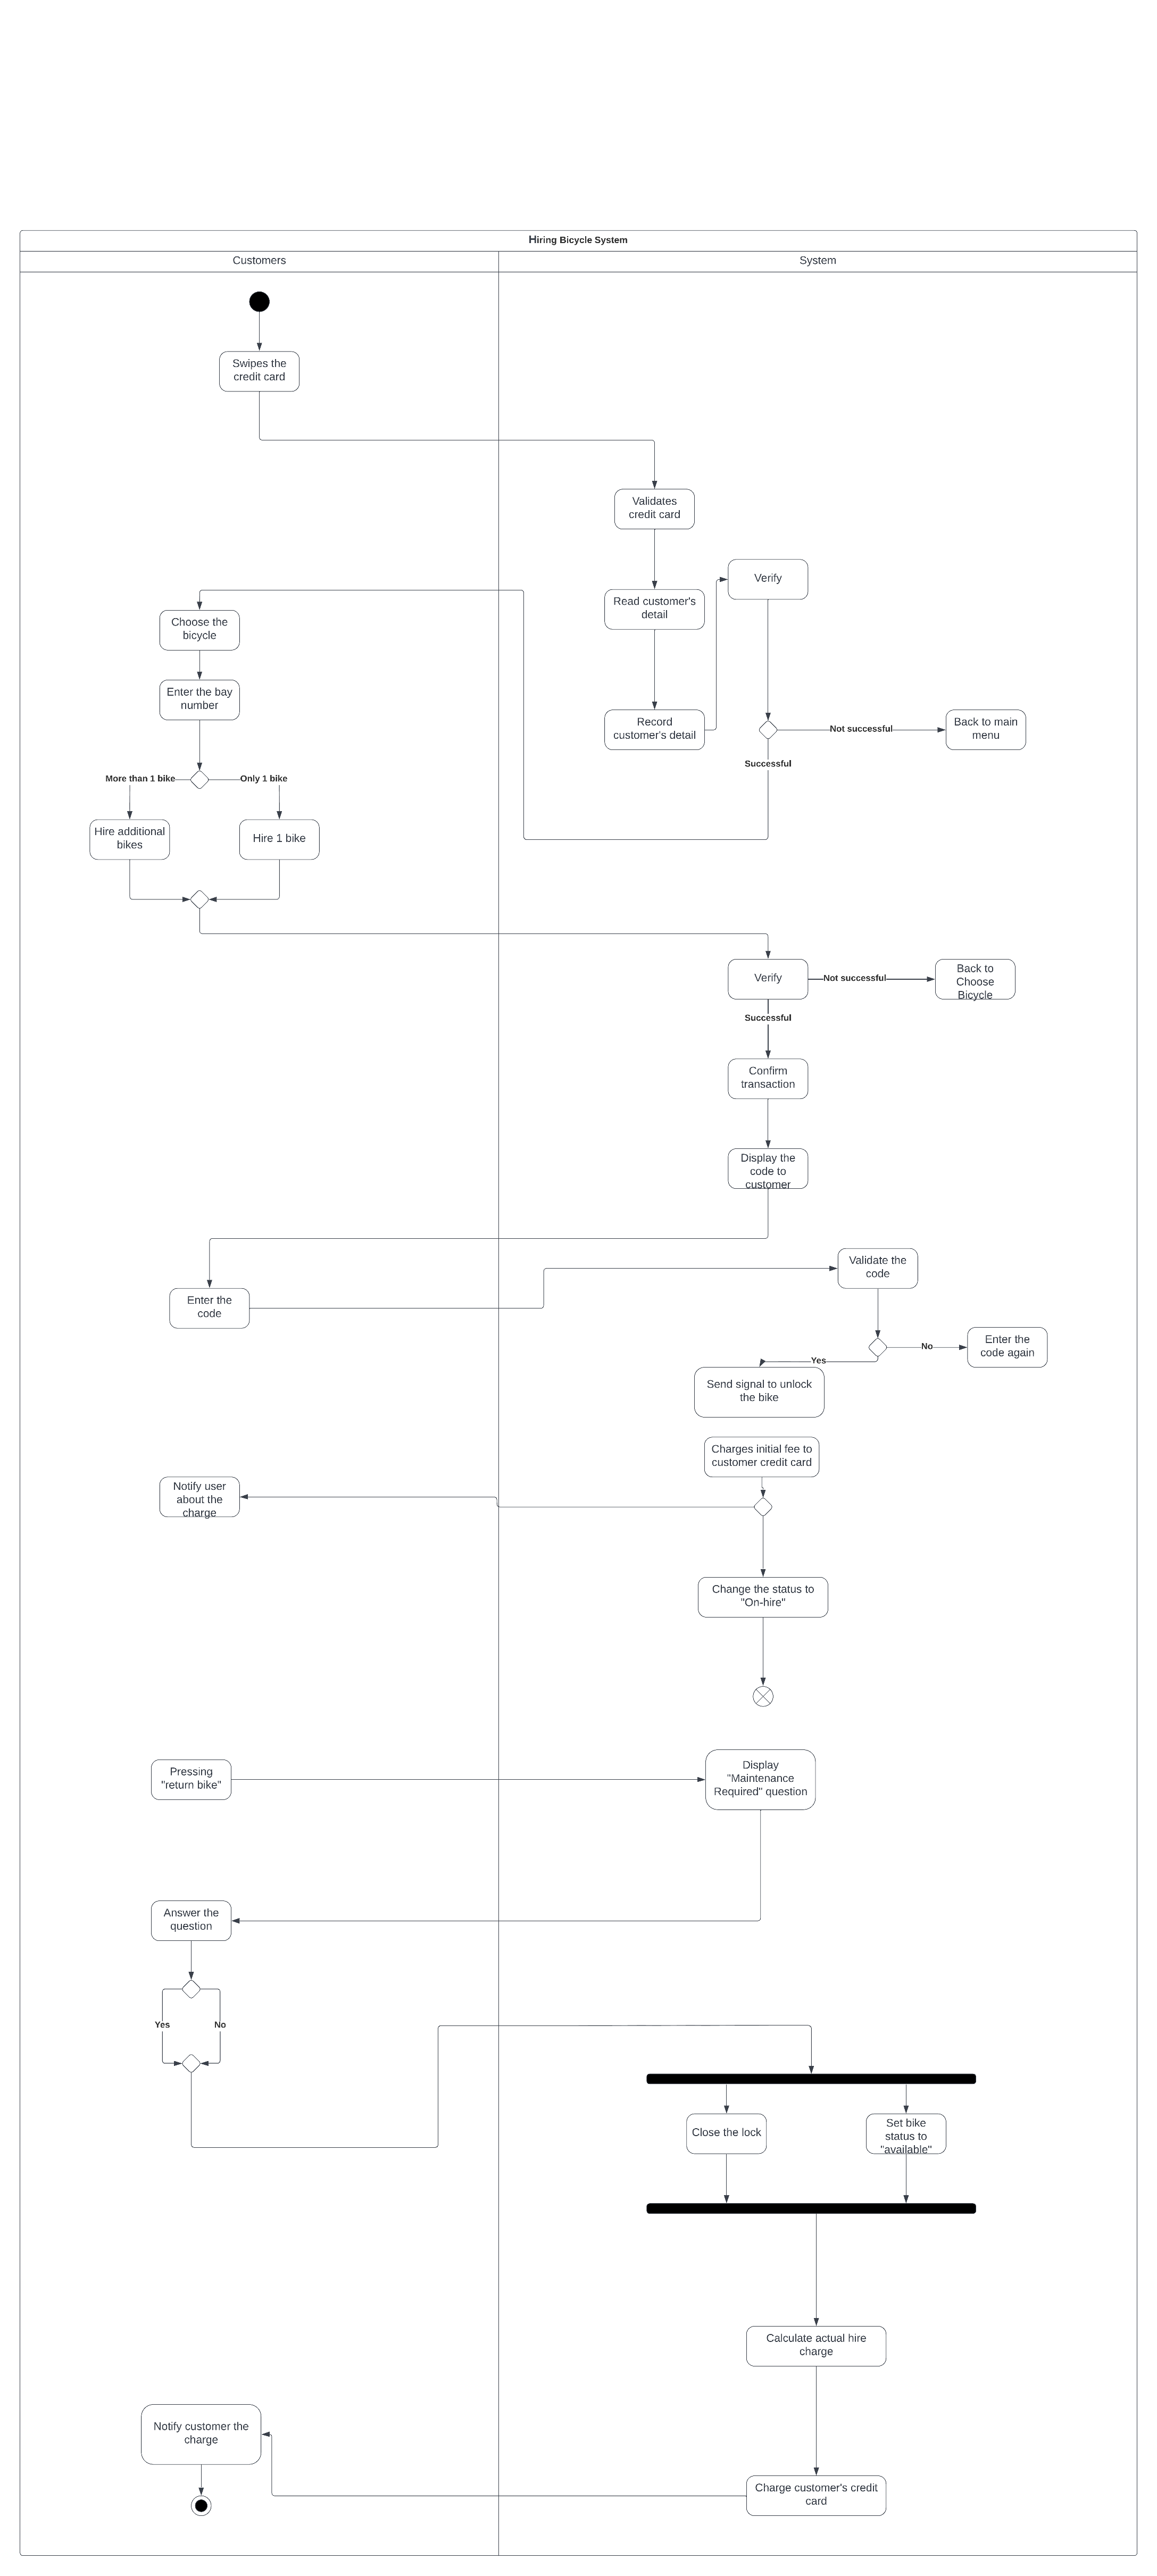 Hiring Bicycle System
Customers
System
Swipes the
credit card
Validates
credit card
Verify
Read customer's
detail
Choose the
bicycle
Enter the bay
number
Record
customer's detail
Not successful
Back to main
menu
Successful
More than 1 bike
Only 1 bike
Hire additional
bikes
Hire 1 bike
Verify
Not successful
Back to
Choose
Bicycle
Successful
Confirm
transaction
Display the
code to
customer
Validate the
code
Enter the
code
No
Enter the
code again
Yes
Send signal to unlock
the bike
Charges initial fee to
customer credit card
Notify user
about the
charge
Change the status to
"On-hire"
Pressing
"return bike"
Display
"Maintenance
Required" question
Answer the
question
Yes
No
Close the lock
Set bike
status to
"available"
Calculate actual hire
charge
Notify customer the
charge
Charge customer's credit
card